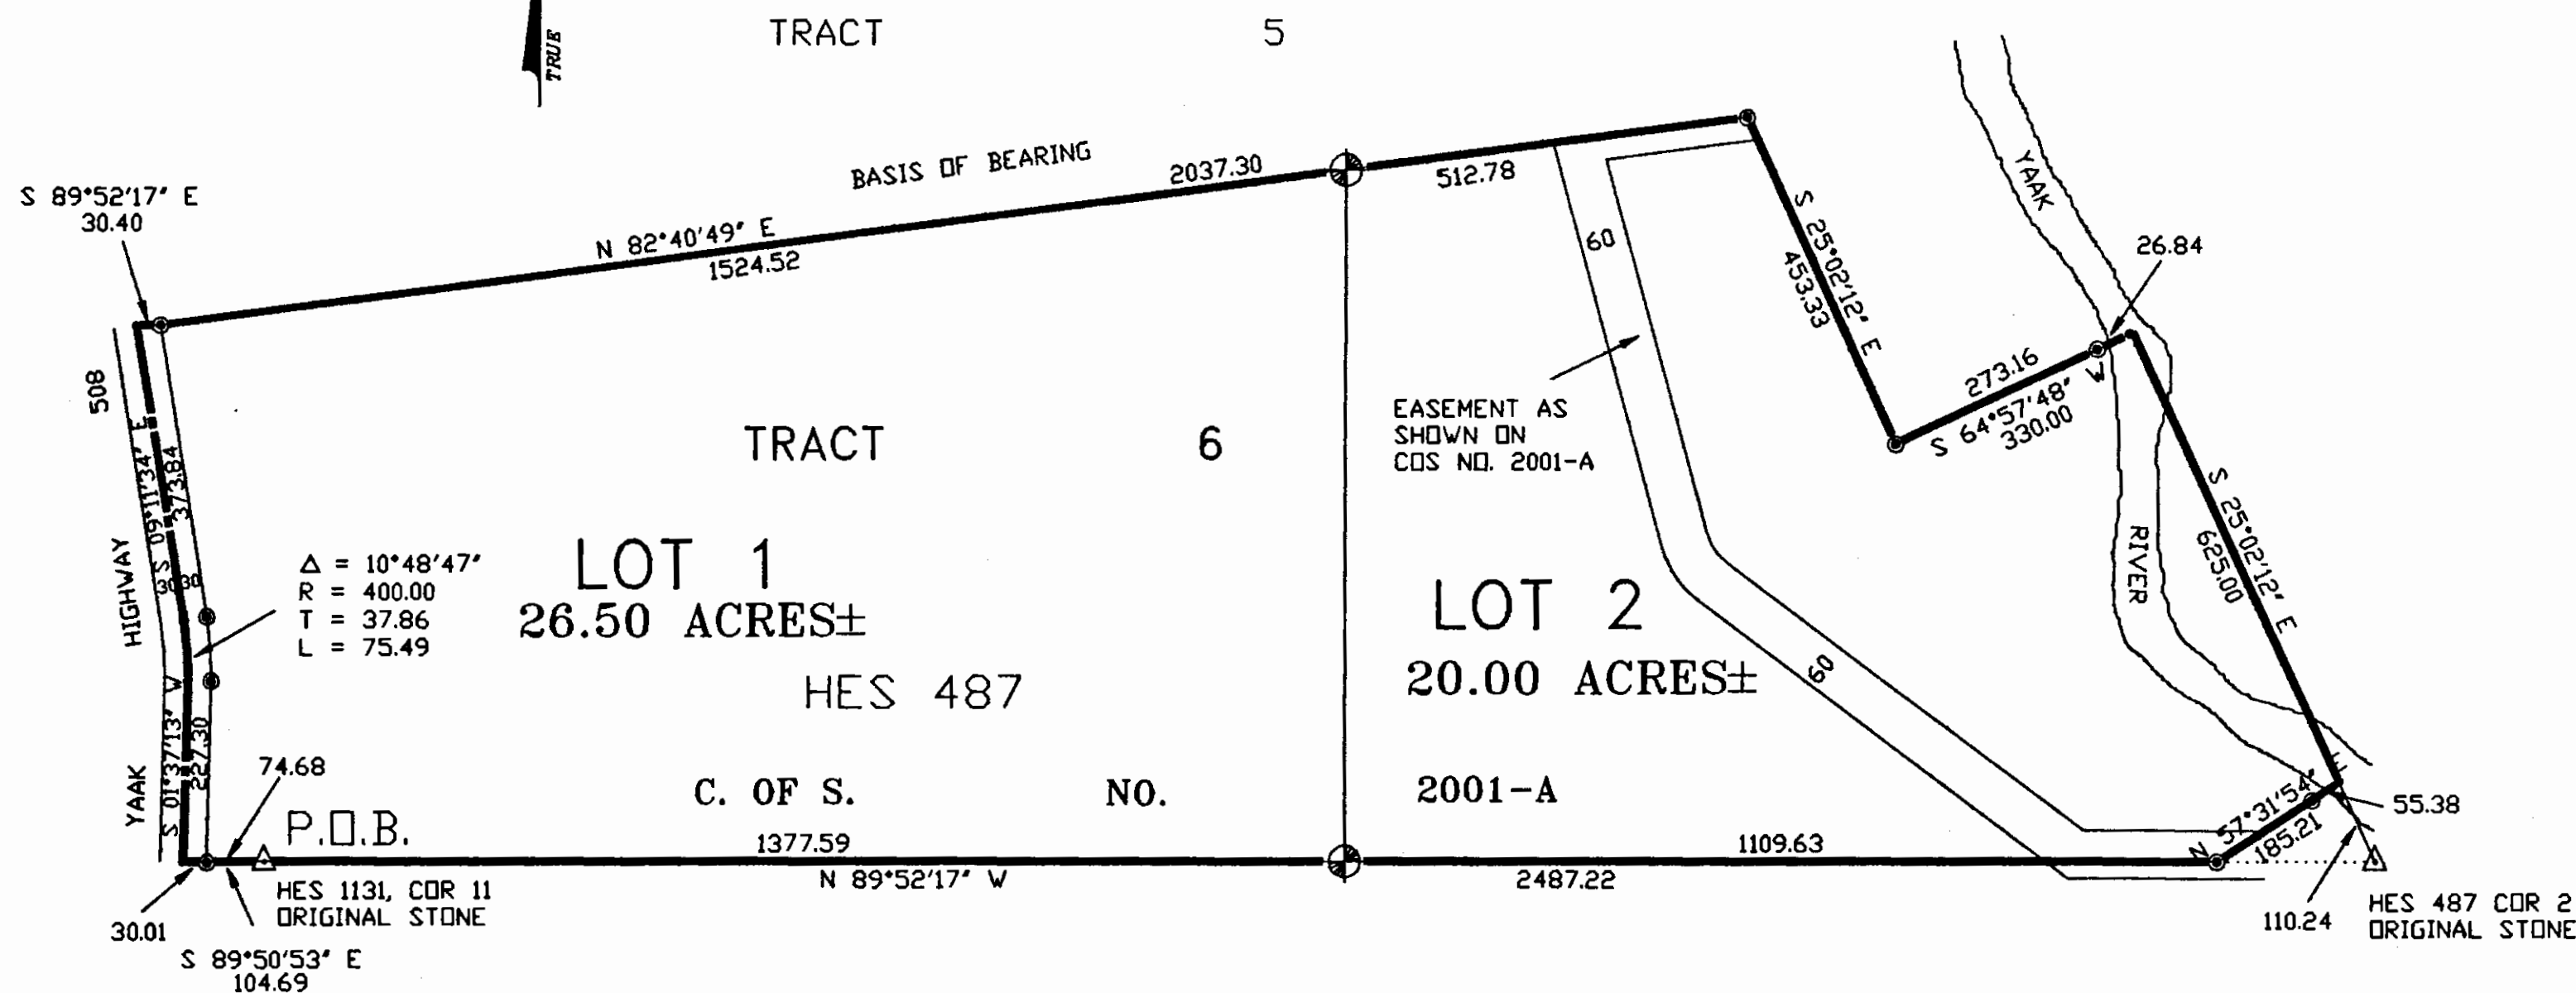 TRUE
TRACT 5
BASIS OF BEARING
2037.30
512.78
S 89°52'17" E
30.40
N 82°40'49" E
1524.52
60
S 25°02'12" E
453.33
YAAK
26.84
273.16
S 64°57'48" W
330.00
508
EASEMENT AS
SHOWN ON
COS NO. 2001-A
TRACT 6
S 09°11'34" E
373.84
3030
HIGHWAY
Δ = 10°48'47"
R = 400.00
T = 37.86
L = 75.49
LOT 1
26.50 ACRES±
HES 487
LOT 2
20.00 ACRES±
60
RIVER
S 25°02'12" E
625.00
YAAK
S 01°37'13" W
227.30
74.68
P.O.B.
C. OF S. NO. 2001-A
1377.59
1109.63
N 57°31'54" E
185.21
55.38
N 89°52'17" W
2487.22
HES 1131, COR 11
ORIGINAL STONE
30.01
S 89°50'53" E
104.69
110.24
HES 487 COR 2
ORIGINAL STONE